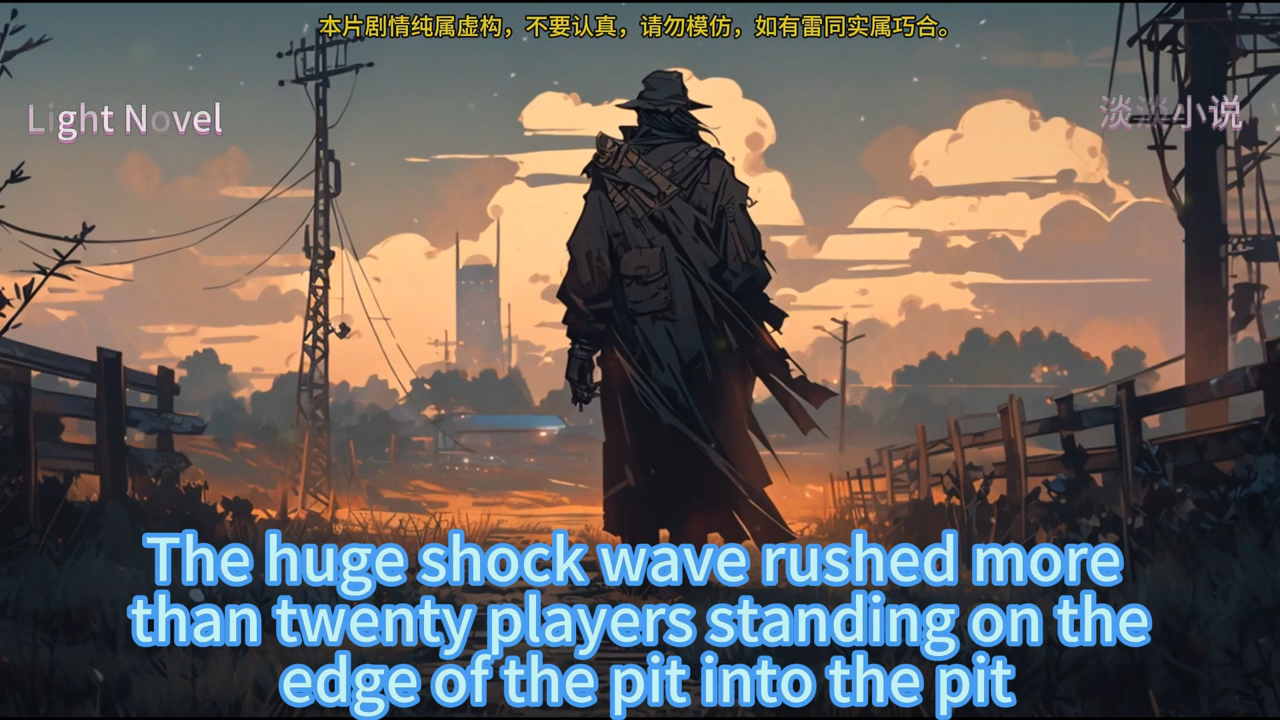 本片剧情纯属虚构，不要认真，请勿模仿，如有雷同实属巧合。
Light Novel
淡淡小说
The huge shock wave rushed more
than twenty players standing on the
edge of the pit into the pit